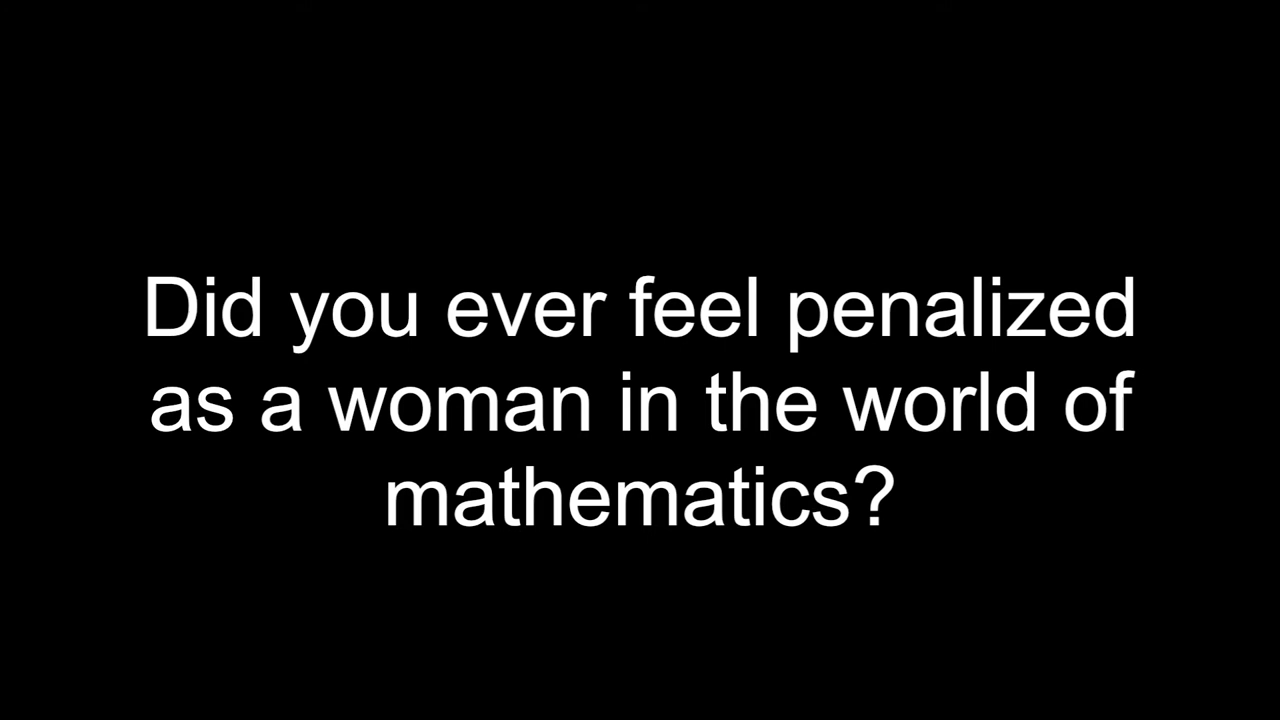 Did you ever feel penalized
as a woman in the world of
mathematics?